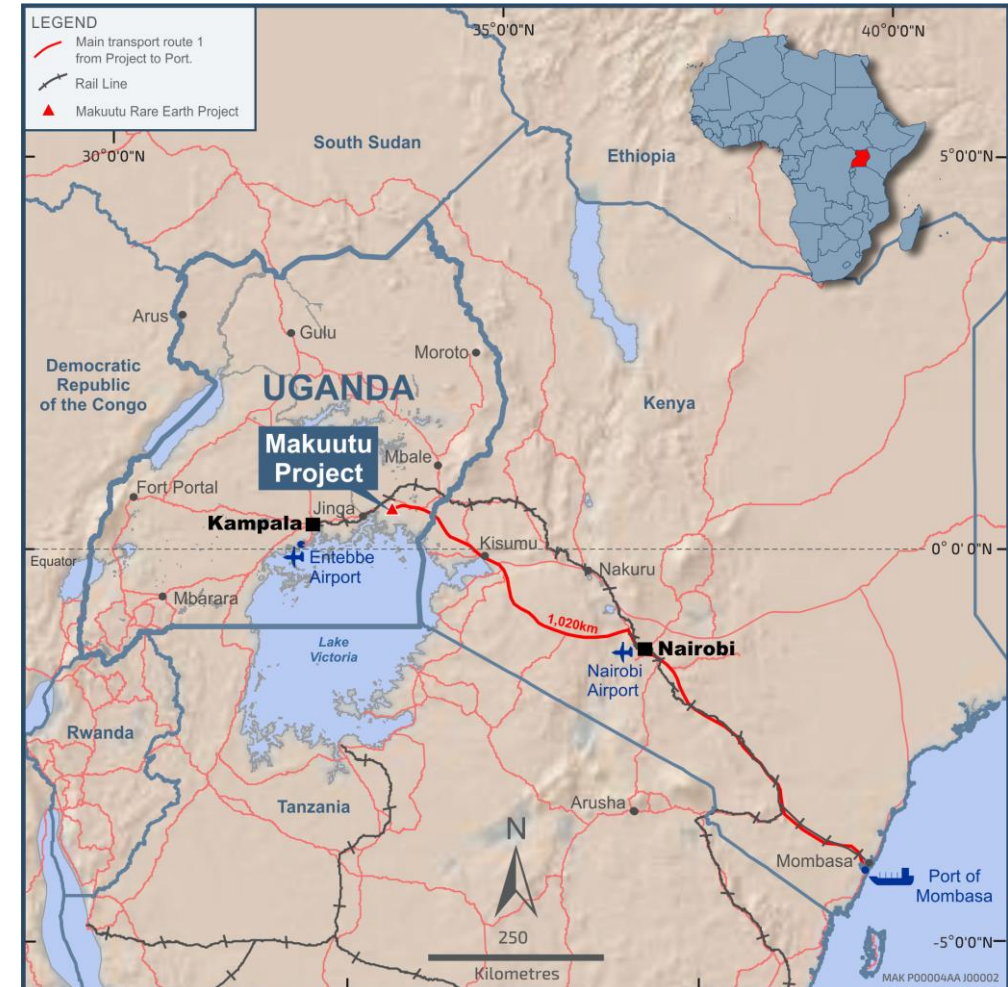 LEGEND
Main transport route 1
from Project to Port.
Rail Line
Makuutu Rare Earth Project
35°0'0"N
40°0'0"N
30°0'0"N
5°0'0"N
South Sudan
Ethiopia
Arus
Gulu
Moroto
Democratic
Republic
of the Congo
UGANDA
Kenya
Makuutu
Project
Mbale
Fort Portal
Jinga
Kampala
Entebbe
Airport
Equator
0° 0' 0"N
Kisumu
Nakuru
Mbarara
1,020km
Lake
Victoria
Nairobi
Nairobi
Airport
Rwanda
Tanzania
Arusha
N
Mombasa
Port of
Mombasa
250
Kilometres
-5°0'0"N
MAK P00004AA J00002